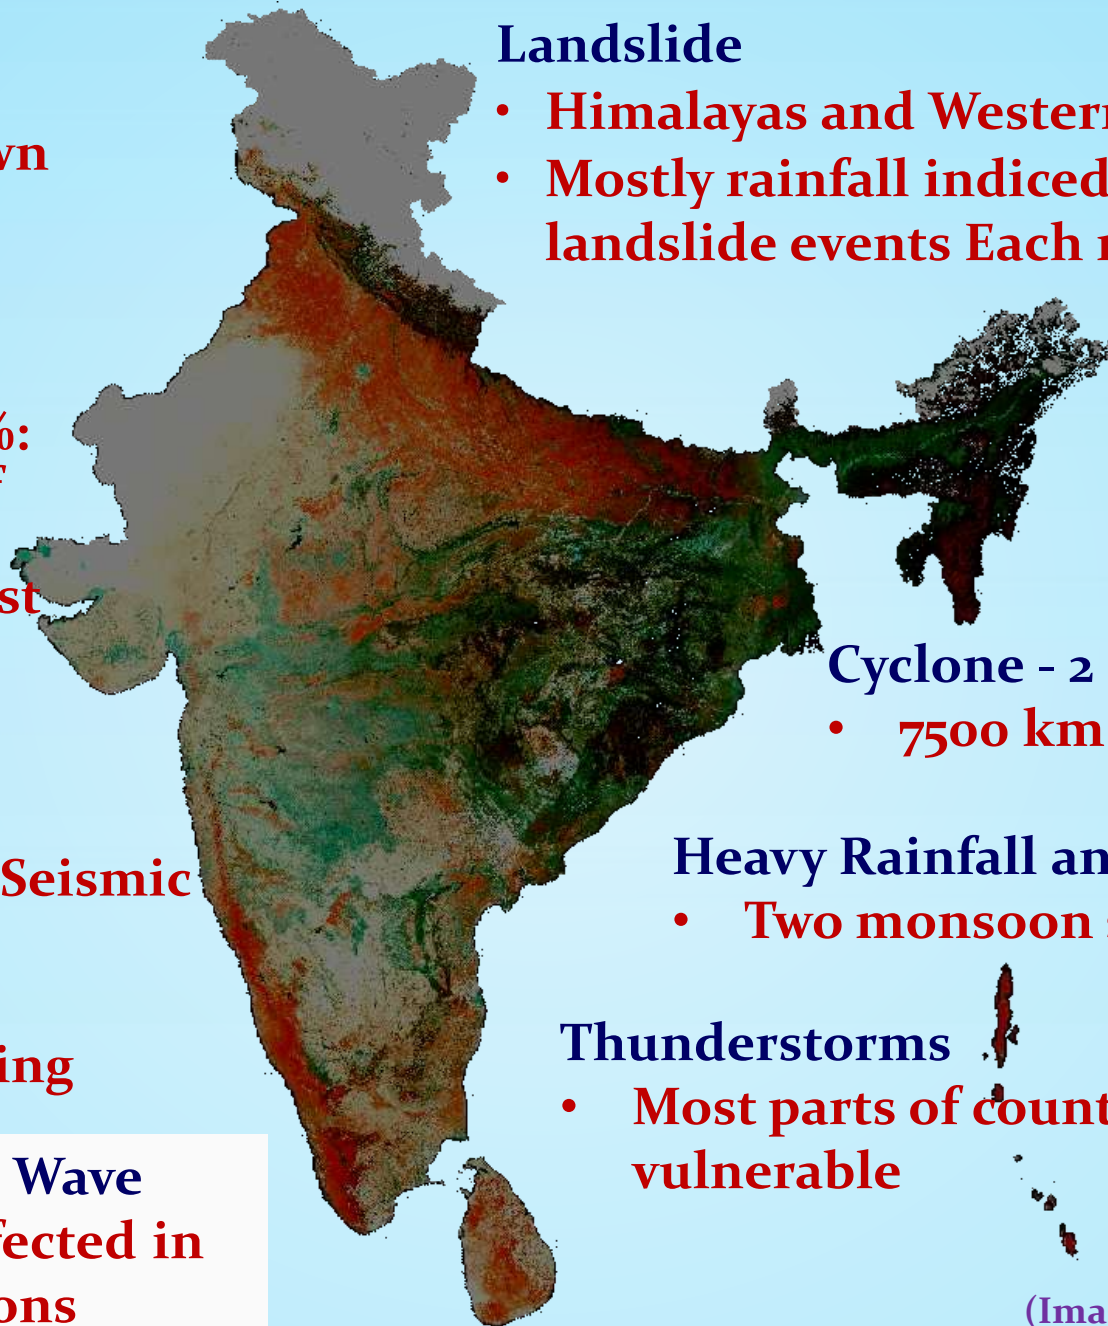 Landslide
• Himalayas and Western
• Mostly rainfall indiced
landslide events Each
wn
%:
st
Cyclone - 2
• 7500 km
Heavy Rainfall an
• Two monsoon
Seismic
Thunderstorms
• Most parts of count
vulnerable
ing
Wave
fected in
ons
(Ima